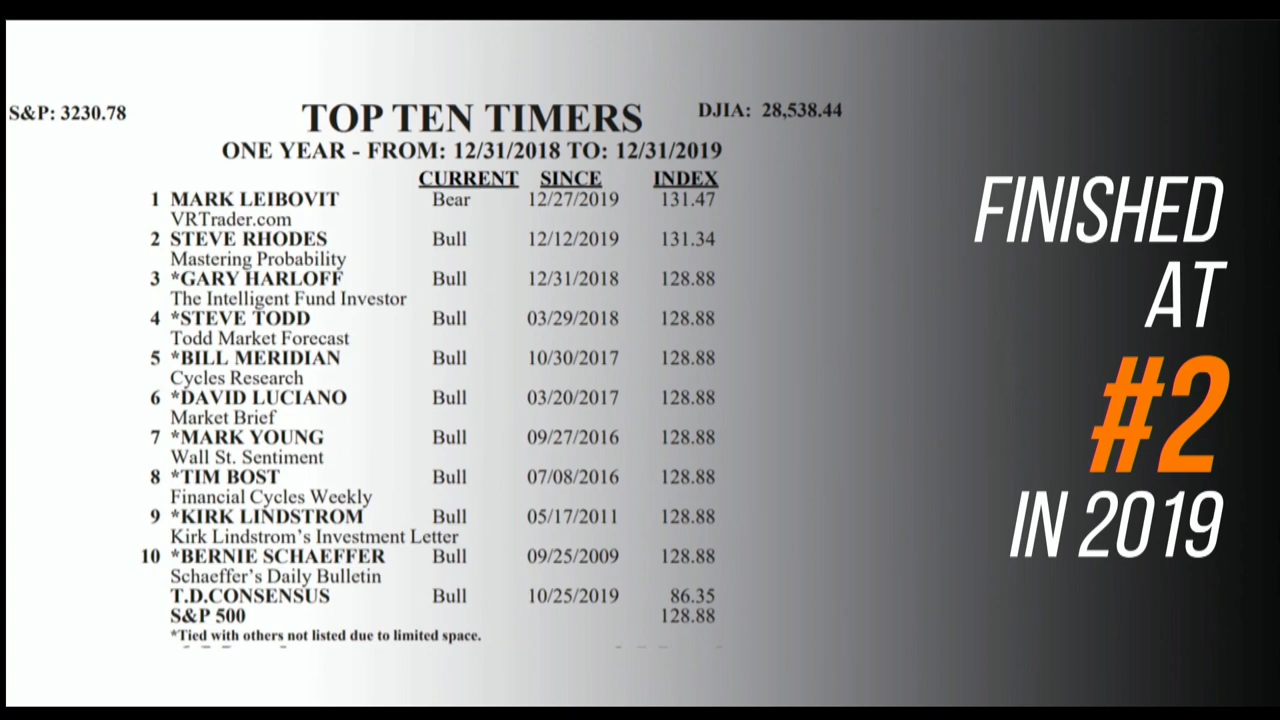 S&P: 3230.78
TOP TEN TIMERS
DJIA: 28,538.44
ONE YEAR - FROM: 12/31/2018 TO: 12/31/2019
CURRENT SINCE INDEX
1 MARK LEIBOVIT Bear 12/27/2019 131.47
VRTrader.com
2 STEVE RHODES Bull 12/12/2019 131.34
Mastering Probability
3 *GARY HARLOFF Bull 12/31/2018 128.88
The Intelligent Fund Investor
4 *STEVE TODD Bull 03/29/2018 128.88
Todd Market Forecast
5 *BILL MERIDIAN Bull 10/30/2017 128.88
Cycles Research
6 *DAVID LUCIANO Bull 03/20/2017 128.88
Market Brief
7 *MARK YOUNG Bull 09/27/2016 128.88
Wall St. Sentiment
8 *TIM BOST Bull 07/08/2016 128.88
Financial Cycles Weekly
9 *KIRK LINDSTROM Bull 05/17/2011 128.88
Kirk Lindstrom's Investment Letter
10 *BERNIE SCHAEFFER Bull 09/25/2009 128.88
Schaeffer's Daily Bulletin
T.D.CONSENSUS Bull 10/25/2019 86.35
S&P 500 128.88
*Tied with others not listed due to limited space.
FINISHED
AT
#2
IN 2019